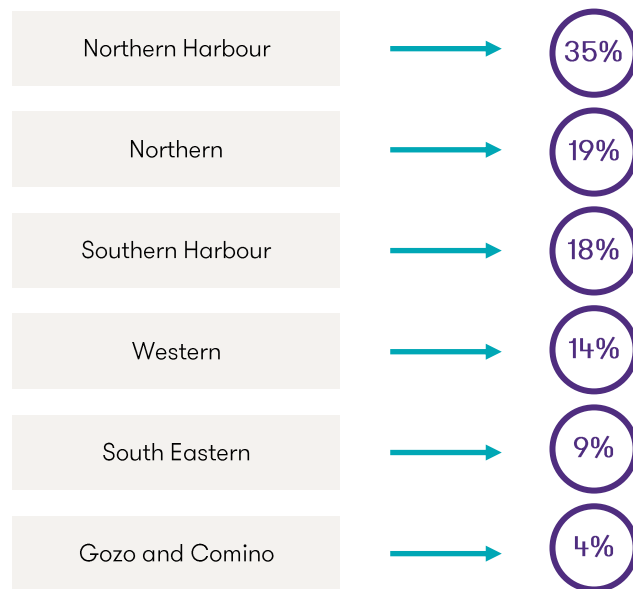 Northern Harbour 35%
Northern 19%
Southern Harbour 18%
Western 14%
South Eastern 9%
Gozo and Comino 4%